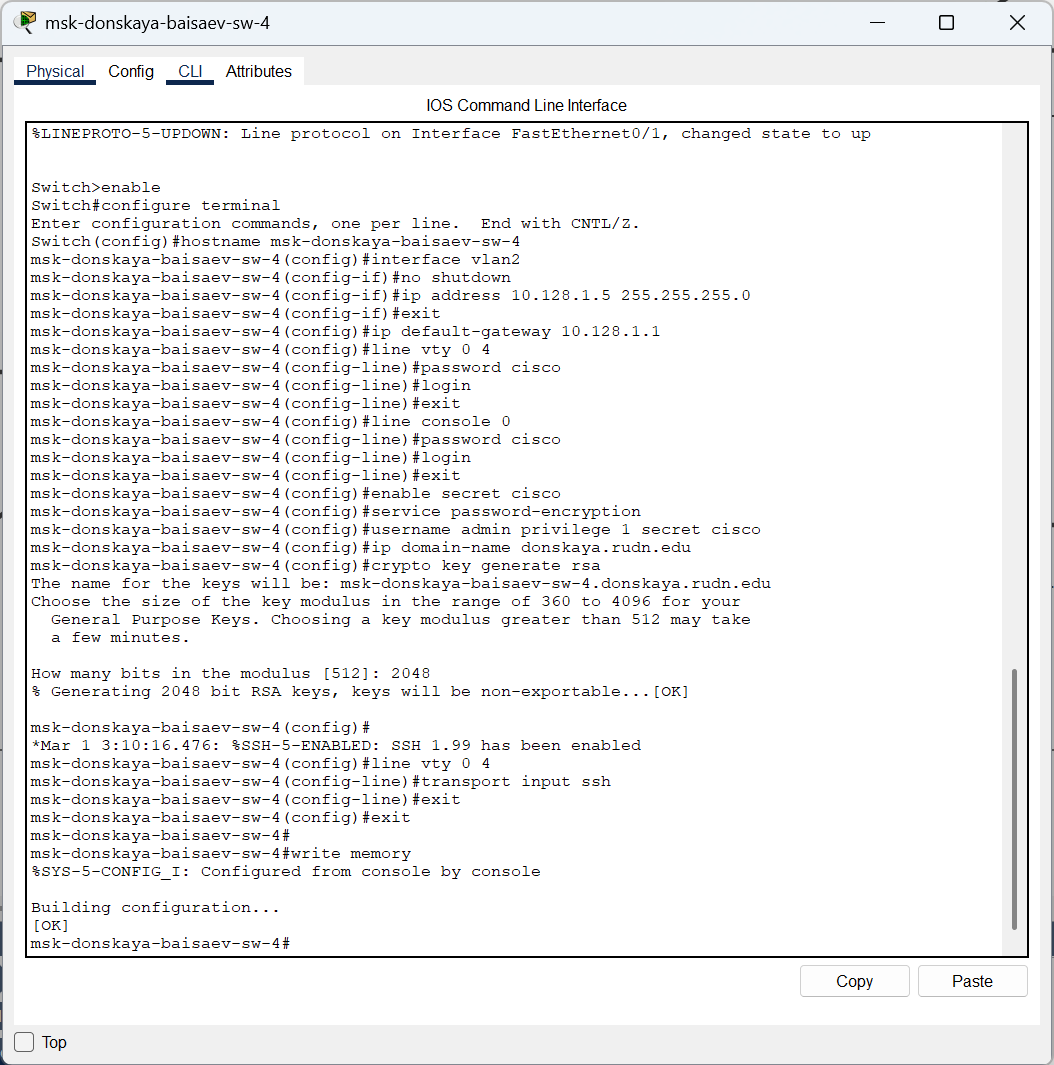 msk-donskaya-baisaev-sw-4
Physical Config CLI Attributes
IOS Command Line Interface
%LINEPROTO-5-UPDOWN: Line protocol on Interface FastEthernet0/1, changed state to up
Switch>enable
Switch#configure terminal
Enter configuration commands, one per line.  End with CNTL/Z.
Switch(config)#hostname msk-donskaya-baisaev-sw-4
msk-donskaya-baisaev-sw-4(config)#interface vlan2
msk-donskaya-baisaev-sw-4(config-if)#no shutdown
msk-donskaya-baisaev-sw-4(config-if)#ip address 10.128.1.5 255.255.255.0
msk-donskaya-baisaev-sw-4(config-if)#exit
msk-donskaya-baisaev-sw-4(config)#ip default-gateway 10.128.1.1
msk-donskaya-baisaev-sw-4(config)#line vty 0 4
msk-donskaya-baisaev-sw-4(config-line)#password cisco
msk-donskaya-baisaev-sw-4(config-line)#login
msk-donskaya-baisaev-sw-4(config-line)#exit
msk-donskaya-baisaev-sw-4(config)#line console 0
msk-donskaya-baisaev-sw-4(config-line)#password cisco
msk-donskaya-baisaev-sw-4(config-line)#login
msk-donskaya-baisaev-sw-4(config-line)#exit
msk-donskaya-baisaev-sw-4(config)#enable secret cisco
msk-donskaya-baisaev-sw-4(config)#service password-encryption
msk-donskaya-baisaev-sw-4(config)#username admin privilege 1 secret cisco
msk-donskaya-baisaev-sw-4(config)#ip domain-name donskaya.rudn.edu
msk-donskaya-baisaev-sw-4(config)#crypto key generate rsa
The name for the keys will be: msk-donskaya-baisaev-sw-4.donskaya.rudn.edu
Choose the size of the key modulus in the range of 360 to 4096 for your
General Purpose Keys. Choosing a key modulus greater than 512 may take
a few minutes.
How many bits in the modulus [512]: 2048
% Generating 2048 bit RSA keys, keys will be non-exportable...[OK]
msk-donskaya-baisaev-sw-4(config)#
*Mar 1 3:10:16.476: %SSH-5-ENABLED: SSH 1.99 has been enabled
msk-donskaya-baisaev-sw-4(config)#line vty 0 4
msk-donskaya-baisaev-sw-4(config-line)#transport input ssh
msk-donskaya-baisaev-sw-4(config-line)#exit
msk-donskaya-baisaev-sw-4(config)#exit
msk-donskaya-baisaev-sw-4#
msk-donskaya-baisaev-sw-4#write memory
%SYS-5-CONFIG_I: Configured from console by console
Building configuration...
[OK]
msk-donskaya-baisaev-sw-4#
Copy Paste
Top